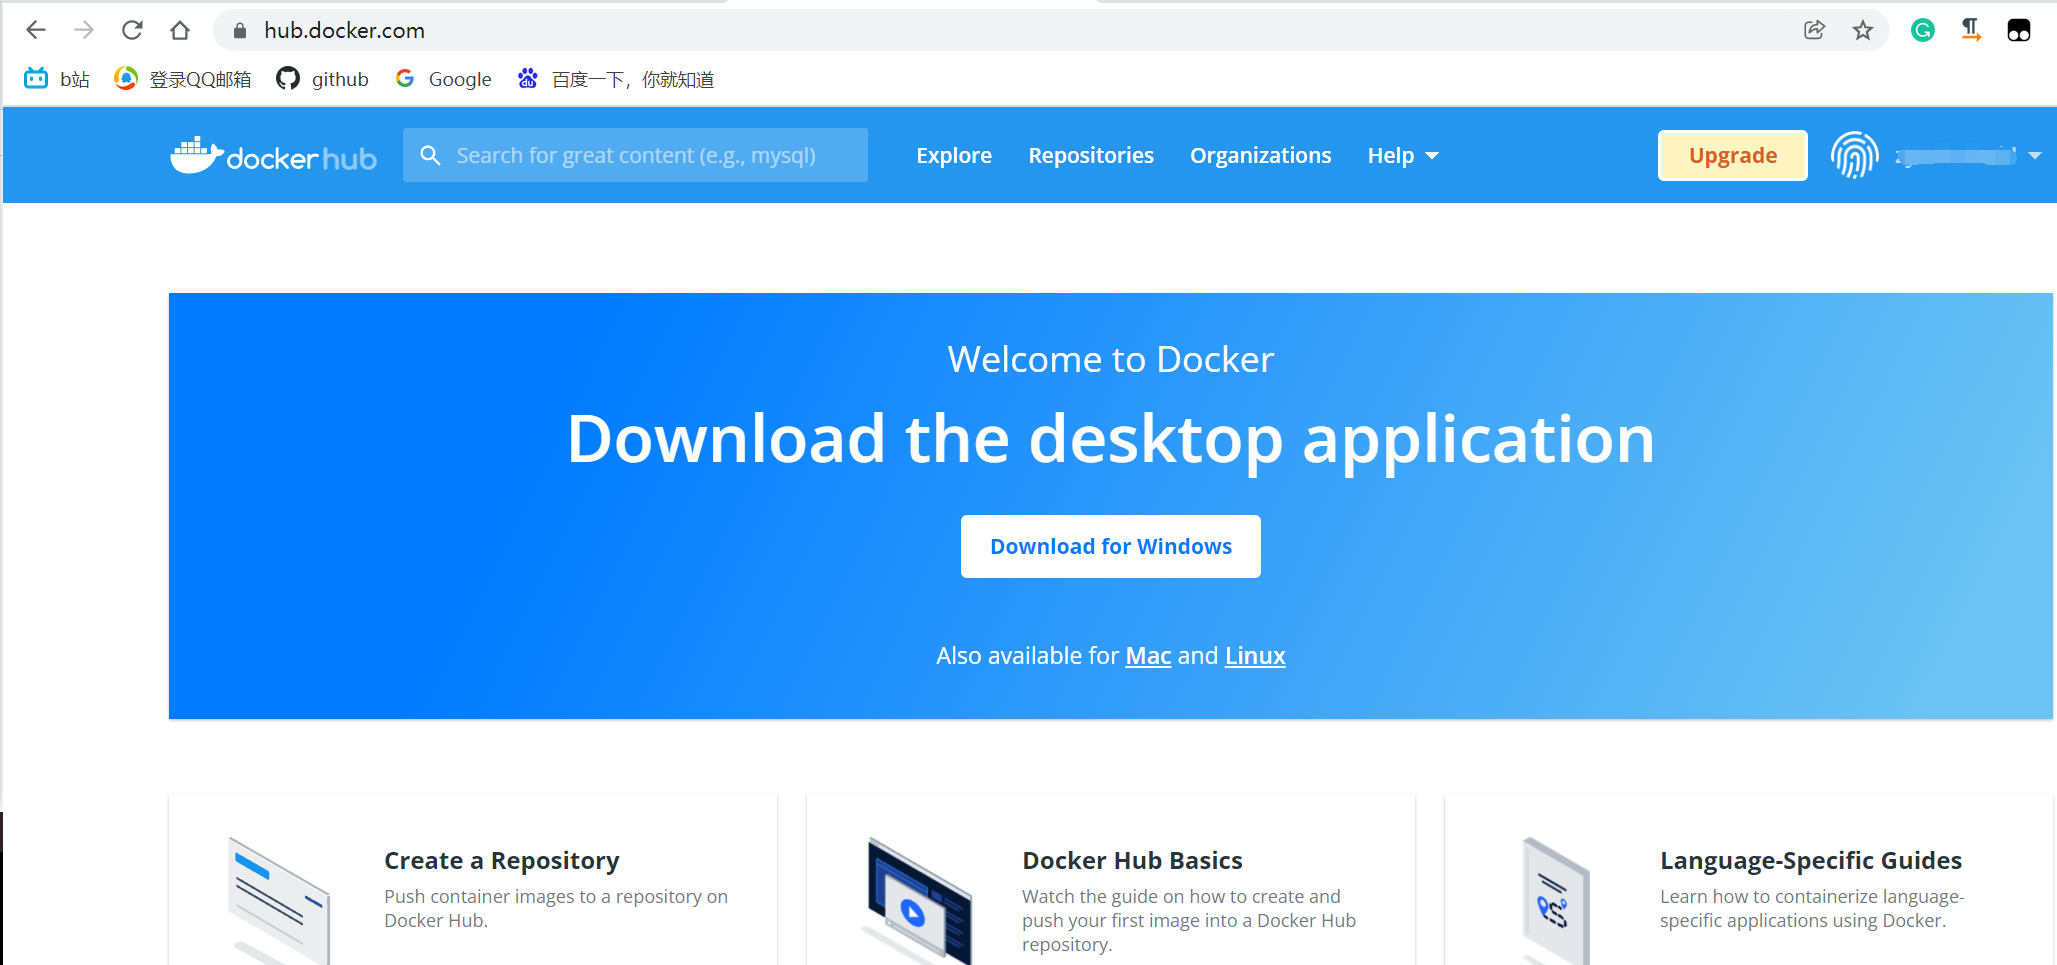 hub.docker.com
b站 登录QQ邮箱 github Google 百度一下，你就知道
docker hub Search for great content (e.g., mysql) Explore Repositories Organizations Help Upgrade
Welcome to Docker
Download the desktop application
Download for Windows
Also available for Mac and Linux
Create a Repository
Push container images to a repository on
Docker Hub.
Docker Hub Basics
Watch the guide on how to create and
push your first image into a Docker Hub
repository.
Language-Specific Guides
Learn how to containerize language-
specific applications using Docker.